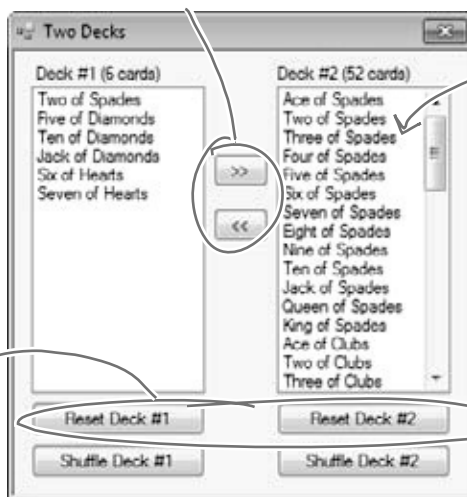 Two Decks
Deck #1 (6 cards)
Two of Spades
Five of Diamonds
Ten of Diamonds
Jack of Diamonds
Six of Hearts
Seven of Hearts
>>
<<
Deck #2 (52 cards)
Ace of Spades
Two of Spades
Three of Spades
Four of Spades
Five of Spades
Six of Spades
Seven of Spades
Eight of Spades
Nine of Spades
Ten of Spades
Jack of Spades
Queen of Spades
King of Spades
Ace of Clubs
Two of Clubs
Three of Clubs
Reset Deck #1
Reset Deck #2
Shuffle Deck #1
Shuffle Deck #2